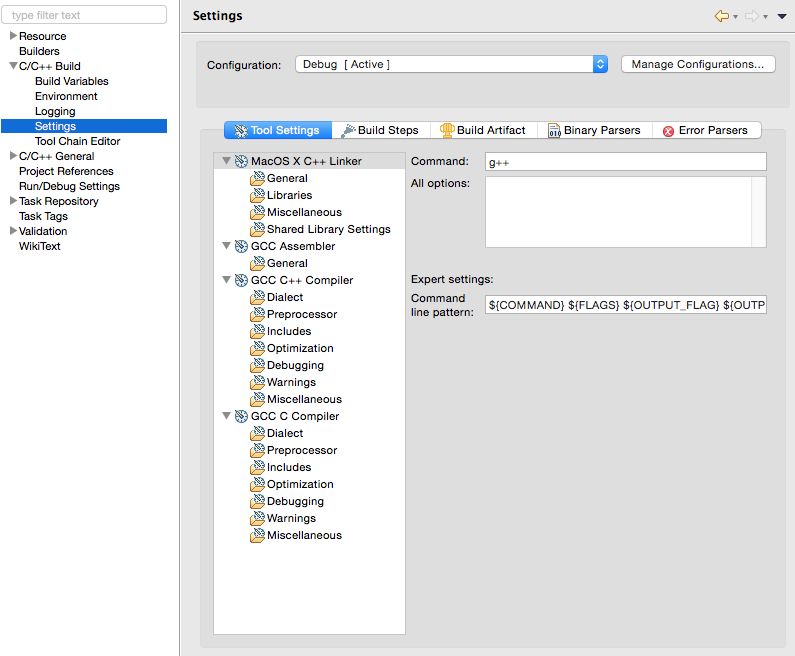 type filter text
Resource
Builders
C/C++ Build
Build Variables
Environment
Logging
Settings
Tool Chain Editor
C/C++ General
Project References
Run/Debug Settings
Task Repository
Task Tags
Validation
WikiText
Settings
Configuration: Debug [ Active ] Manage Configurations...
Tool Settings Build Steps Build Artifact Binary Parsers Error Parsers
MacOS X C++ Linker
General
Libraries
Miscellaneous
Shared Library Settings
GCC Assembler
General
GCC C++ Compiler
Dialect
Preprocessor
Includes
Optimization
Debugging
Warnings
Miscellaneous
GCC C Compiler
Dialect
Preprocessor
Includes
Optimization
Debugging
Warnings
Miscellaneous
Command: g++
All options:
Expert settings:
Command
line pattern: ${COMMAND} ${FLAGS} ${OUTPUT_FLAG} ${OUTP